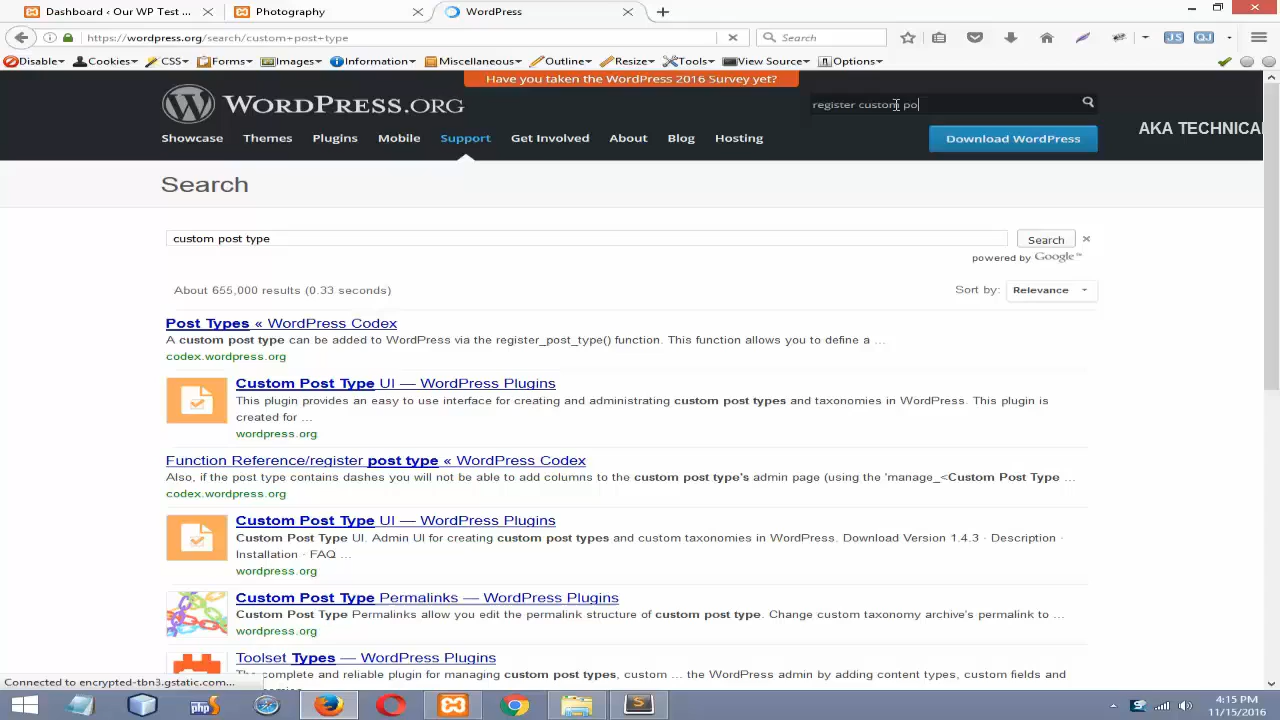 Dashboard ‹ Our WP Test ...
Photography
WordPress
https://wordpress.org/search/custom+post+type
Search
JS
QJ
Disable
Cookies
CSS
Forms
Images
Information
Miscellaneous
Outline
Resize
Tools
View Source
Options
Have you taken the WordPress 2016 Survey yet?
WORDPRESS.ORG
register custom po
Showcase
Themes
Plugins
Mobile
Support
Get Involved
About
Blog
Hosting
Download WordPress
AKA TECHNICA
Search
custom post type
Search
powered by Google™
About 655,000 results (0.33 seconds)
Sort by:
Relevance
Post Types « WordPress Codex
A custom post type can be added to WordPress via the register_post_type() function. This function allows you to define a ...
codex.wordpress.org
Custom Post Type UI — WordPress Plugins
This plugin provides an easy to use interface for creating and administrating custom post types and taxonomies in WordPress. This plugin is
created for ...
wordpress.org
Function Reference/register post type « WordPress Codex
Also, if the post type contains dashes you will not be able to add columns to the custom post type's admin page (using the 'manage_<Custom Post Type ...
codex.wordpress.org
Custom Post Type UI — WordPress Plugins
Custom Post Type UI. Admin UI for creating custom post types and custom taxonomies in WordPress. Download Version 1.4.3 · Description ·
Installation · FAQ ...
wordpress.org
Custom Post Type Permalinks — WordPress Plugins
Custom Post Type Permalinks allow you edit the permalink structure of custom post type. Change custom taxonomy archive's permalink to ...
wordpress.org
Toolset Types — WordPress Plugins
The complete and reliable plugin for managing custom post types, custom ... the WordPress admin by adding content types, custom fields and
Connected to encrypted-tbn3.gstatic.com...
php
4:15 PM
11/15/2016